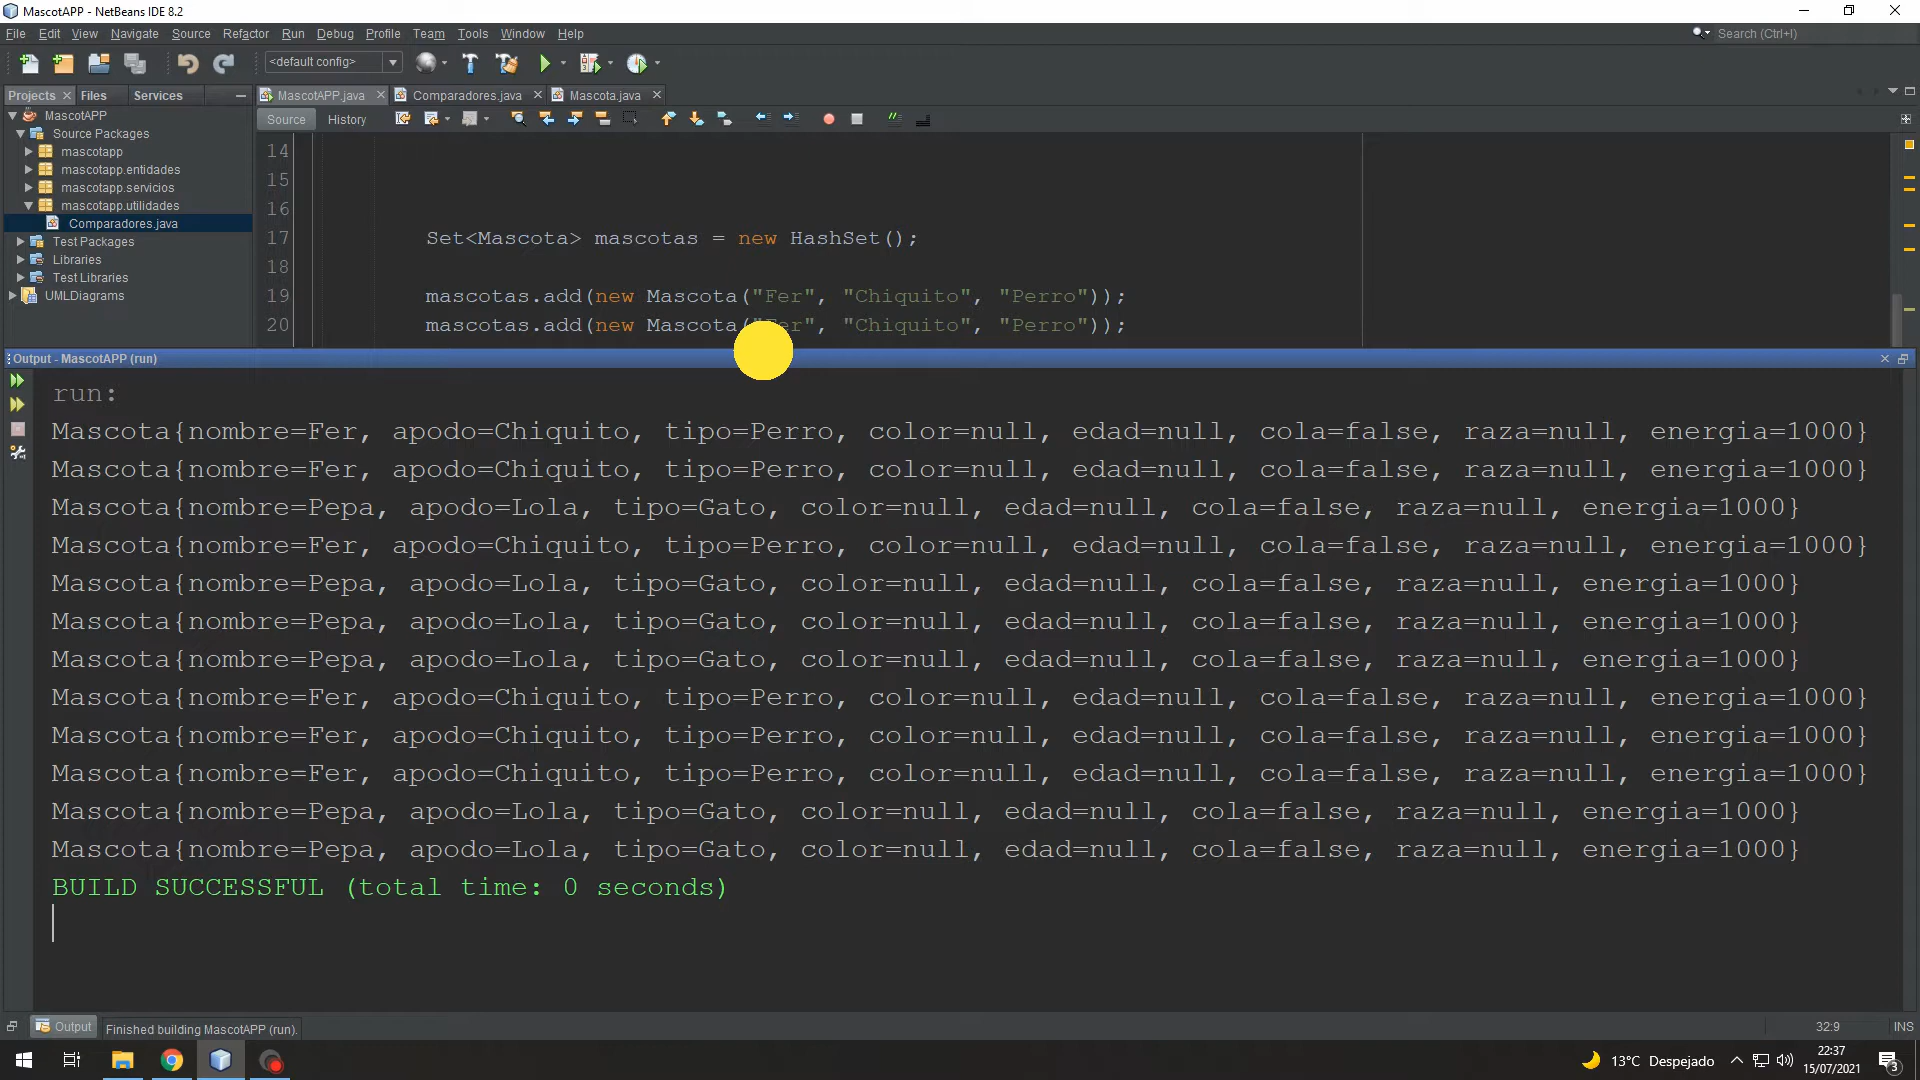 MascotAPP - NetBeans IDE 8.2
File Edit View Navigate Source Refactor Run Debug Profile Team Tools Window Help
Search (Ctrl+I)
<default config>
Projects Files Services
MascotAPP.java Comparadores.java Mascota.java
Source History
MascotAPP
Source Packages
mascotapp
mascotapp.entidades
mascotapp.servicios
mascotapp.utilidades
Comparadores.java
Test Packages
Libraries
Test Libraries
UMLDiagrams
14
15
16
17 Set<Mascota> mascotas = new HashSet();
18
19 mascotas.add(new Mascota("Fer", "Chiquito", "Perro"));
20 mascotas.add(new Mascota("Fer", "Chiquito", "Perro"));
Output - MascotAPP (run)
run:
Mascota{nombre=Fer, apodo=Chiquito, tipo=Perro, color=null, edad=null, cola=false, raza=null, energia=1000}
Mascota{nombre=Fer, apodo=Chiquito, tipo=Perro, color=null, edad=null, cola=false, raza=null, energia=1000}
Mascota{nombre=Pepa, apodo=Lola, tipo=Gato, color=null, edad=null, cola=false, raza=null, energia=1000}
Mascota{nombre=Fer, apodo=Chiquito, tipo=Perro, color=null, edad=null, cola=false, raza=null, energia=1000}
Mascota{nombre=Pepa, apodo=Lola, tipo=Gato, color=null, edad=null, cola=false, raza=null, energia=1000}
Mascota{nombre=Pepa, apodo=Lola, tipo=Gato, color=null, edad=null, cola=false, raza=null, energia=1000}
Mascota{nombre=Pepa, apodo=Lola, tipo=Gato, color=null, edad=null, cola=false, raza=null, energia=1000}
Mascota{nombre=Fer, apodo=Chiquito, tipo=Perro, color=null, edad=null, cola=false, raza=null, energia=1000}
Mascota{nombre=Fer, apodo=Chiquito, tipo=Perro, color=null, edad=null, cola=false, raza=null, energia=1000}
Mascota{nombre=Fer, apodo=Chiquito, tipo=Perro, color=null, edad=null, cola=false, raza=null, energia=1000}
Mascota{nombre=Pepa, apodo=Lola, tipo=Gato, color=null, edad=null, cola=false, raza=null, energia=1000}
Mascota{nombre=Pepa, apodo=Lola, tipo=Gato, color=null, edad=null, cola=false, raza=null, energia=1000}
BUILD SUCCESSFUL (total time: 0 seconds)
Output Finished building MascotAPP (run).
32:9 INS
13°C Despejado
22:37
15/07/2021
3